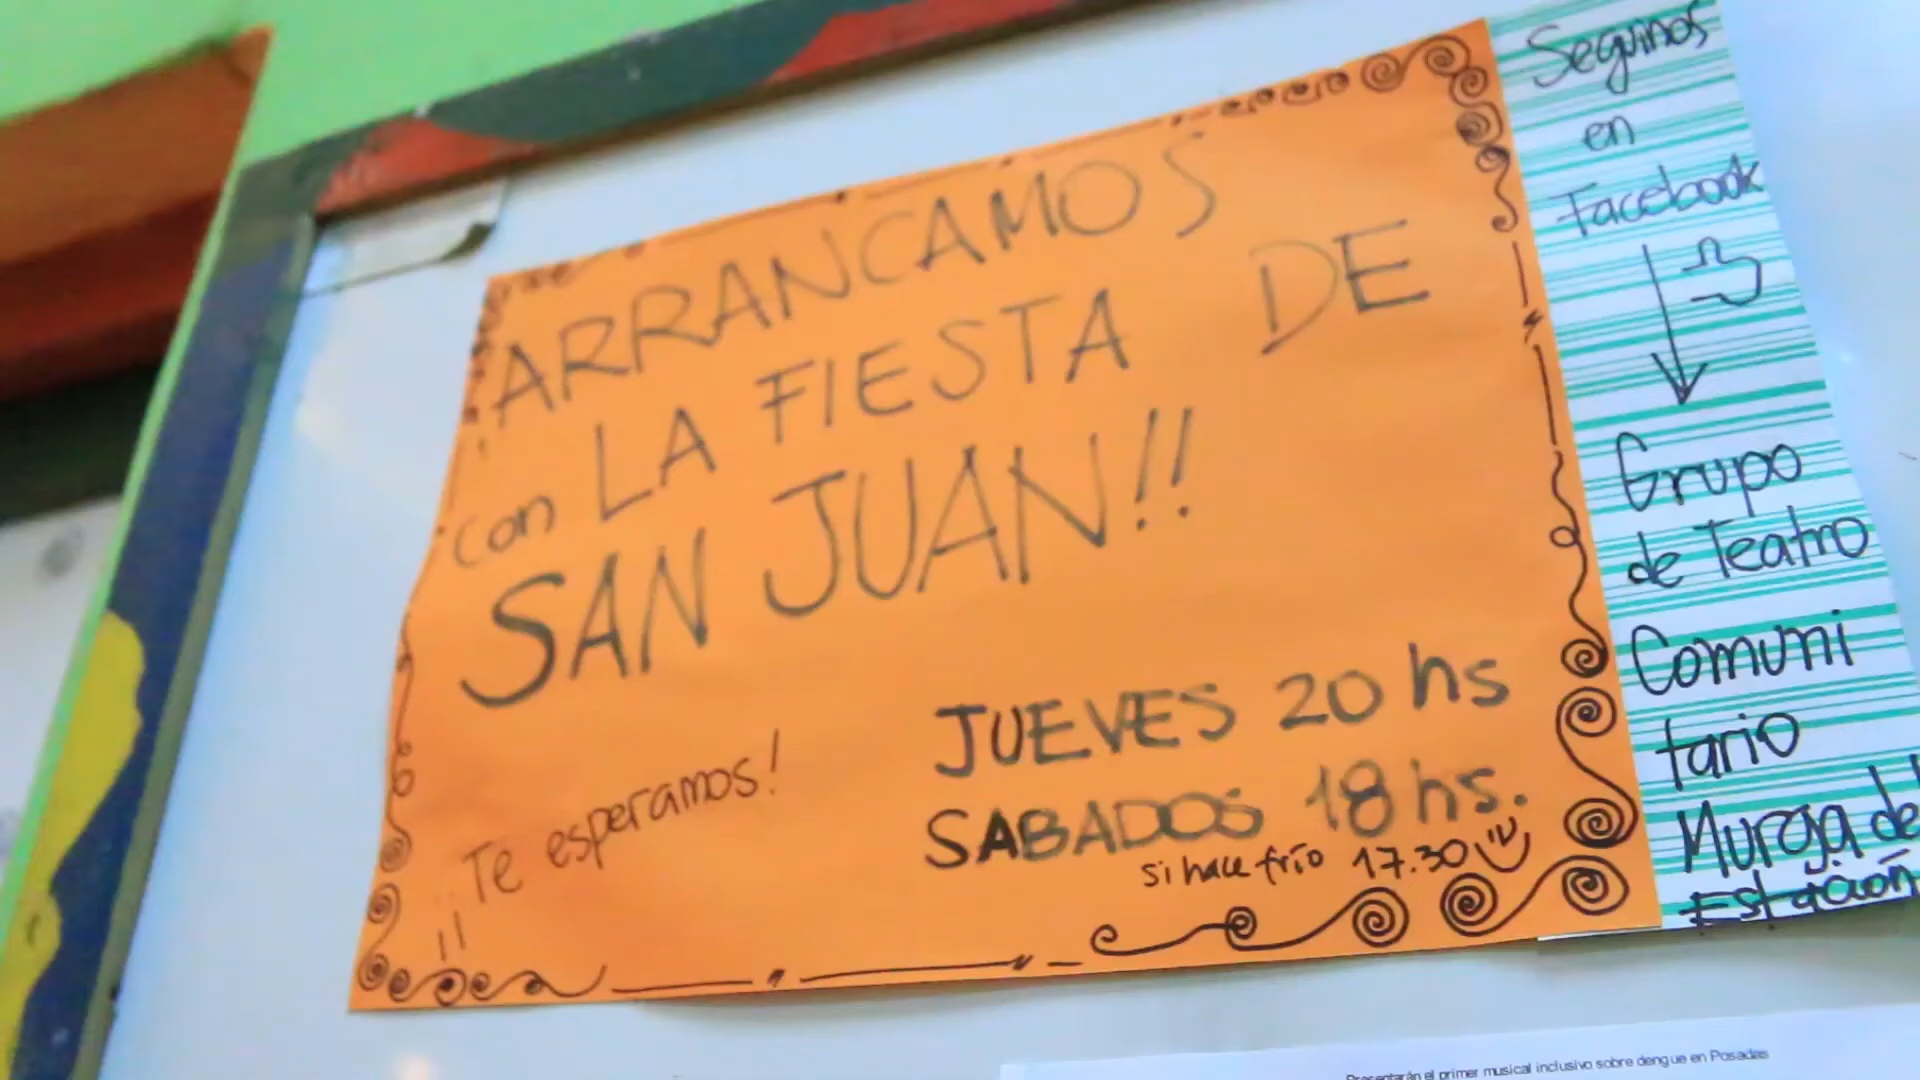 ¡ARRANCAMOS
con LA FIESTA DE
SAN JUAN!!
JUEVES 20 hs
SABADOS 18 hs.
si hace frío 17.30
¡¡Te esperamos!
Seguinos
en
Facebook
Grupo
de Teatro
Comuni
tario
Murga de
Estación
Presentarán el primer musical inclusivo sobre dengue en Posadas